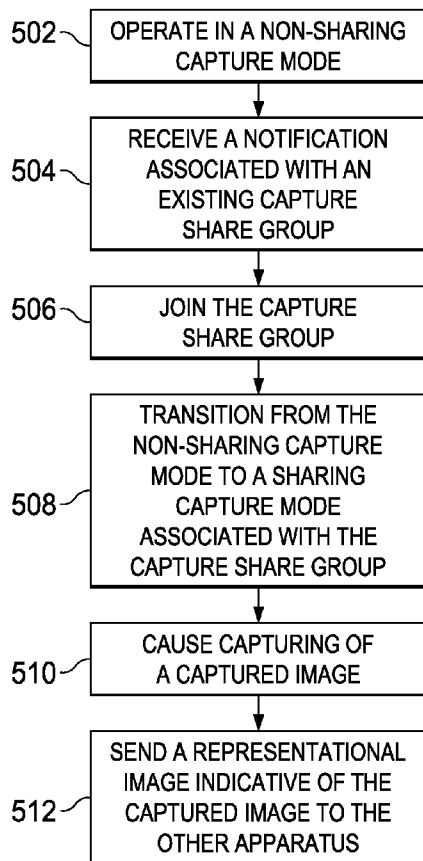 502
OPERATE IN A NON-SHARING
CAPTURE MODE
504
RECEIVE A NOTIFICATION
ASSOCIATED WITH AN
EXISTING CAPTURE
SHARE GROUP
506
JOIN THE CAPTURE
SHARE GROUP
508
TRANSITION FROM THE
NON-SHARING CAPTURE
MODE TO A SHARING
CAPTURE MODE
ASSOCIATED WITH THE
CAPTURE SHARE GROUP
510
CAUSE CAPTURING OF
A CAPTURED IMAGE
512
SEND A REPRESENTATIONAL
IMAGE INDICATIVE OF THE
CAPTURED IMAGE TO THE
OTHER APPARATUS